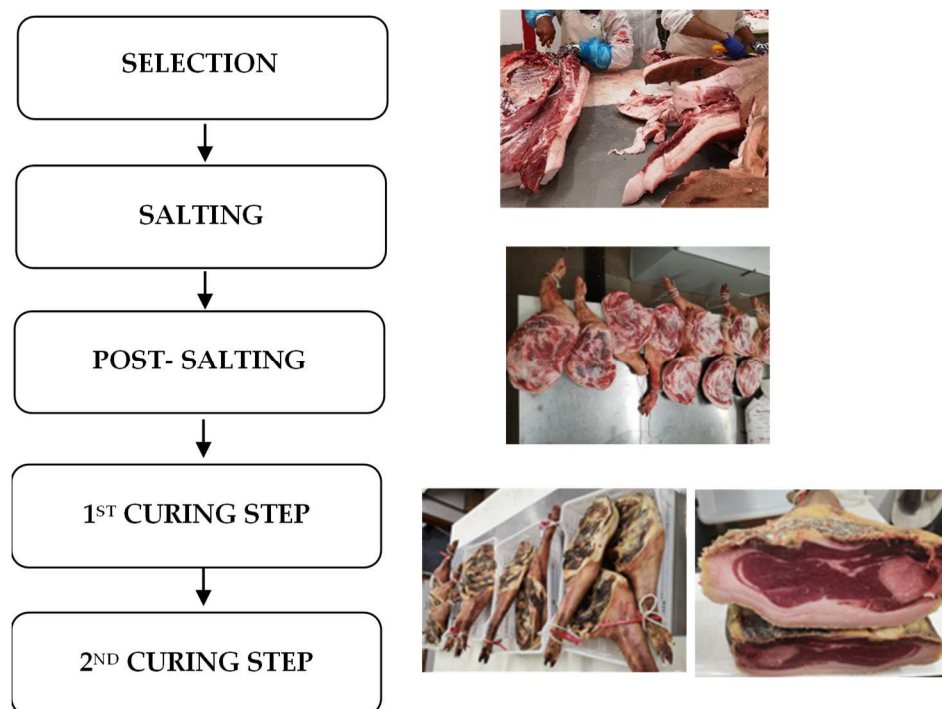 SELECTION
SALTING
POST- SALTING
1ST CURING STEP
2ND CURING STEP